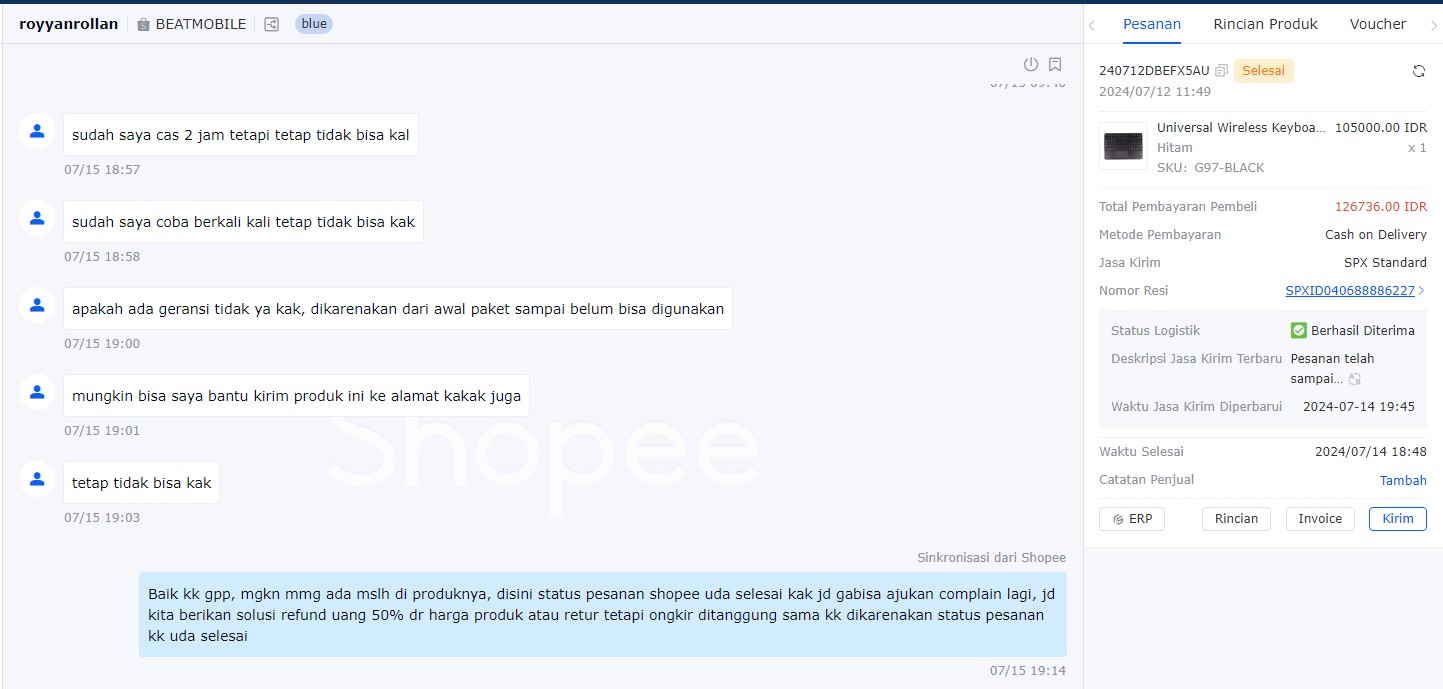 royyanrollan BEATMOBILE blue
Pesanan Rincian Produk Voucher
sudah saya cas 2 jam tetapi tetap tidak bisa kal
07/15 18:57
sudah saya coba berkali kali tetap tidak bisa kak
07/15 18:58
apakah ada geransi tidak ya kak, dikarenakan dari awal paket sampai belum bisa digunakan
07/15 19:00
mungkin bisa saya bantu kirim produk ini ke alamat kakak juga
07/15 19:01
Shopee
tetap tidak bisa kak
07/15 19:03
Sinkronisasi dari Shopee
Baik kk gpp, mgkn mmg ada mslh di produknya, disini status pesanan shopee uda selesai kak jd gabisa ajukan complain lagi, jd
kita berikan solusi refund uang 50% dr harga produk atau retur tetapi ongkir ditanggung sama kk dikarenakan status pesanan
kk uda selesai
07/15 19:14
240712DBEFX5AU Selesai
2024/07/12 11:49
Universal Wireless Keyboa... 105000.00 IDR
Hitam x 1
SKU: G97-BLACK
Total Pembayaran Pembeli 126736.00 IDR
Metode Pembayaran Cash on Delivery
Jasa Kirim SPX Standard
Nomor Resi SPXID040688886227
Status Logistik Berhasil Diterima
Deskripsi Jasa Kirim Terbaru Pesanan telah
sampai...
Waktu Jasa Kirim Diperbarui 2024-07-14 19:45
Waktu Selesai 2024/07/14 18:48
Catatan Penjual Tambah
ERP Rincian Invoice Kirim